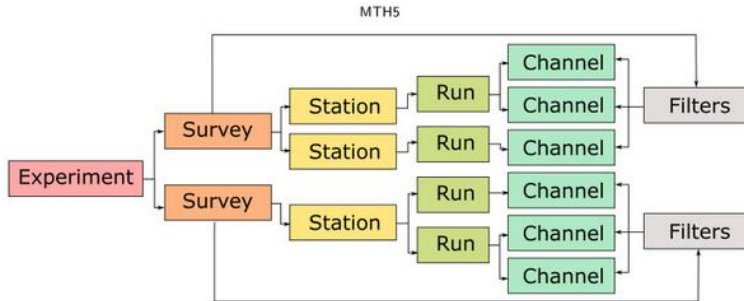 MTH5
Channel
Run
Station
Channel
Filters
Survey
Station
Run
Channel
Experiment
Channel
Survey
Run
Station
Channel
Filters
Run
Channel